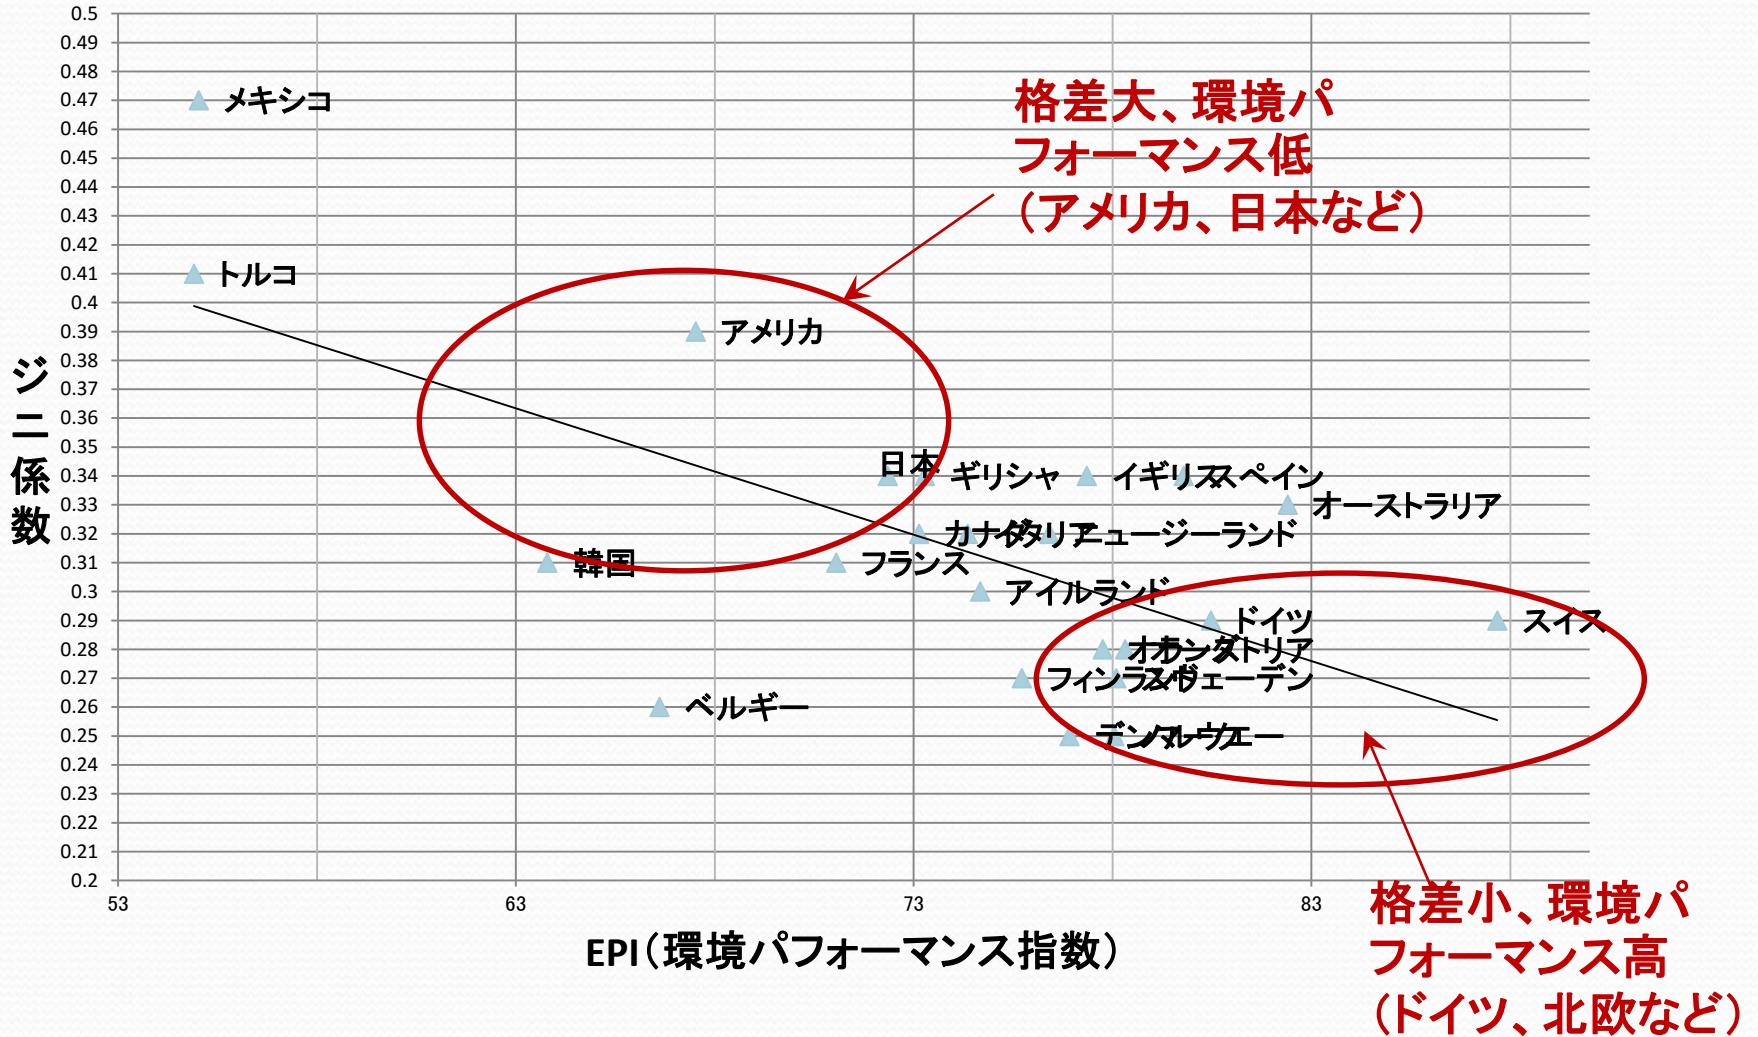 0.5
0.49
0.48
0.47
0.46
0.45
0.44
0.43
0.42
0.41
0.4
0.39
0.38
0.37
0.36
0.35
0.34
0.33
0.32
0.31
0.3
0.29
0.28
0.27
0.26
0.25
0.24
0.23
0.22
0.21
0.2
ジニ係数
メキシコ
格差大、環境パ
フォーマンス低
（アメリカ、日本など）
トルコ
アメリカ
日本
ギリシャ
イギリス
スペイン
オーストラリア
カナダ
イタリア
ニュージーランド
韓国
フランス
アイルランド
ドイツ
スイス
オランダ
オーストリア
フィンランド
スウェーデン
ベルギー
デンマーク
ノルウエー
53
63
73
83
EPI（環境パフォーマンス指数）
格差小、環境パ
フォーマンス高
（ドイツ、北欧など）